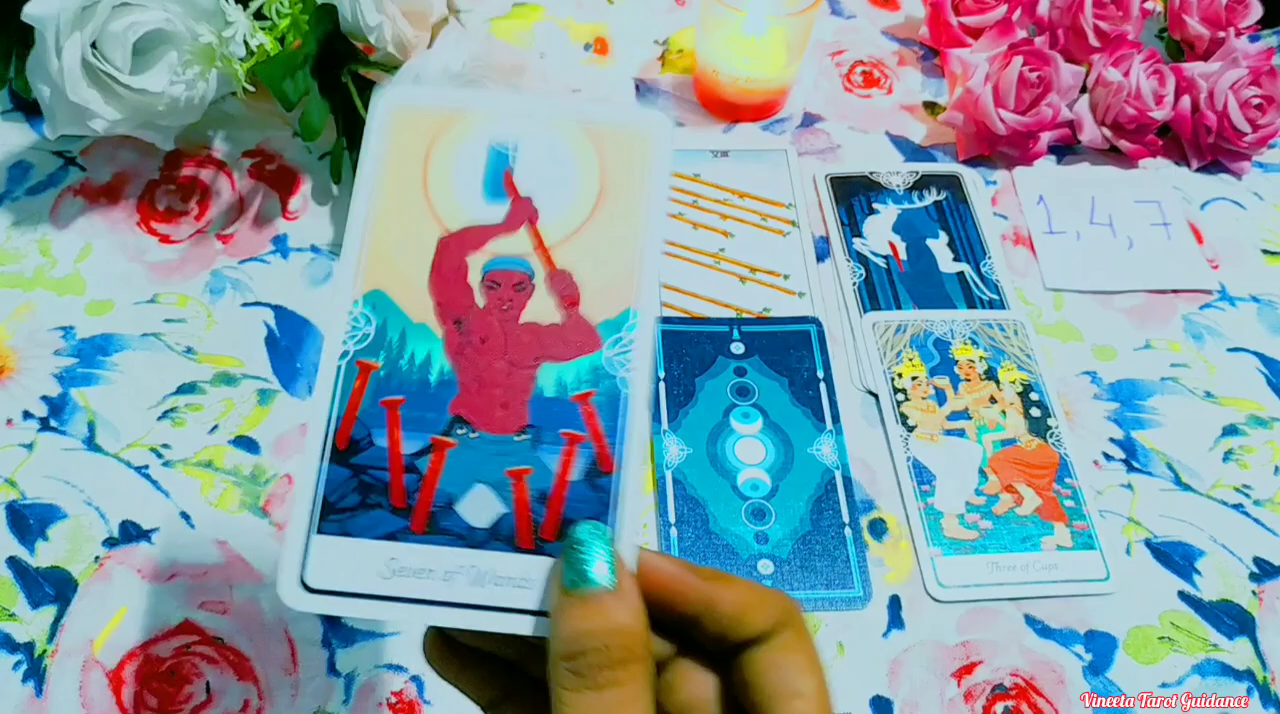 VIII
1, 4, 7
Seven of Wands
Three of Cups
Vineeta Tarot Guidance